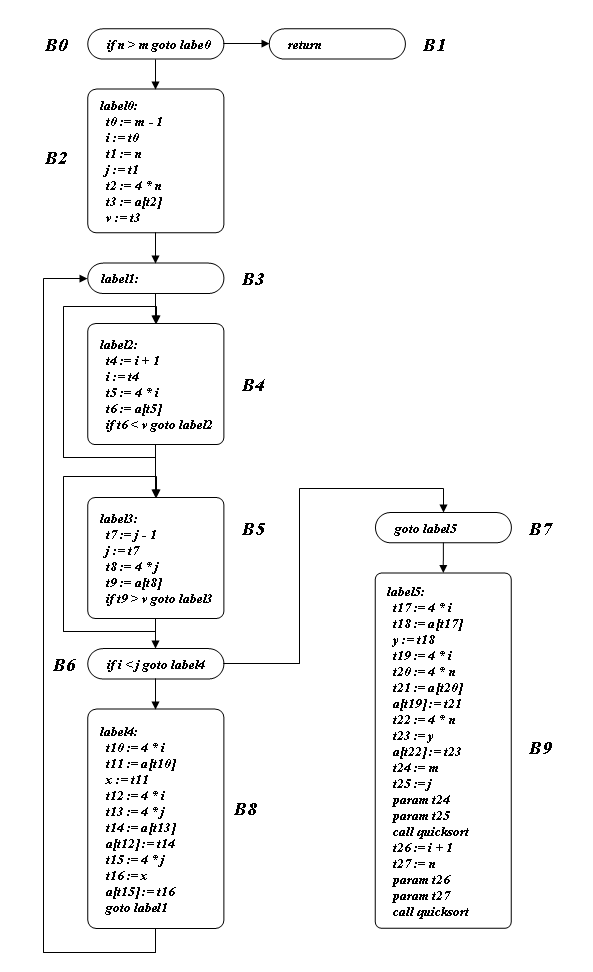 B0
if n > m goto labe0
return
B1
label0:
t0 := m - 1
i := t0
t1 := n
j := t1
t2 := 4 * n
t3 := a[t2]
v := t3
B2
label1:
B3
label2:
t4 := i + 1
i := t4
t5 := 4 * i
t6 := a[t5]
if t6 < v goto label2
B4
label3:
t7 := j - 1
j := t7
t8 := 4 * j
t9 := a[t8]
if t9 > v goto label3
B5
B6
if i < j goto label4
goto label5
B7
label4:
t10 := 4 * i
t11 := a[t10]
x := t11
t12 := 4 * i
t13 := 4 * j
t14 := a[t13]
a[t12] := t14
t15 := 4 * j
t16 := x
a[t15] := t16
goto label1
B8
label5:
t17 := 4 * i
t18 := a[t17]
y := t18
t19 := 4 * i
t20 := 4 * n
t21 := a[t20]
a[t19] := t21
t22 := 4 * n
t23 := y
a[t22] := t23
t24 := m
t25 := j
param t24
param t25
call quicksort
t26 := i + 1
t27 := n
param t26
param t27
call quicksort
B9